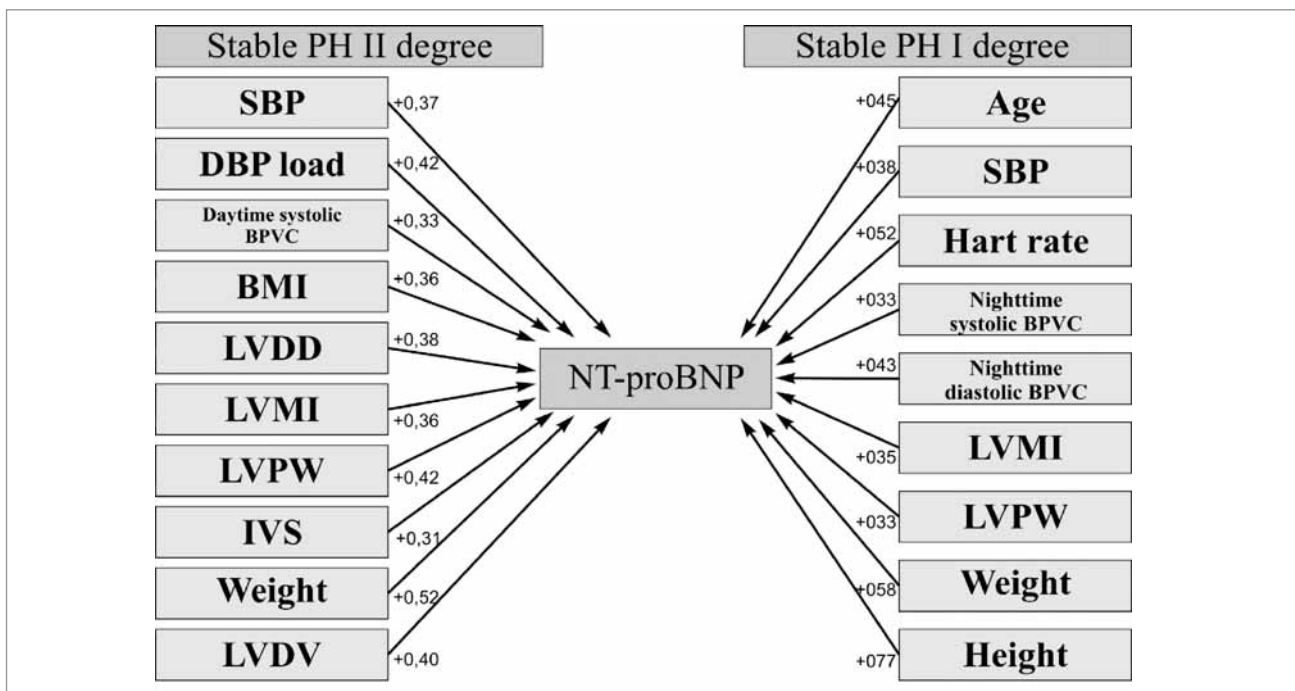 Stable PH II degree
SBP
+0,37
DBP load
+0,42
Daytime systolic
BPVC
+0,33
BMI
+0,36
LVDD
+0,38
LVMI
+0,36
LVPW
+0,42
IVS
+0,31
Weight
+0,52
LVDV
+0,40
NT-proBNP
Stable PH I degree
+045
Age
+038
SBP
+052
Hart rate
+033
Nighttime
systolic BPVC
+043
Nighttime
diastolic BPVC
+035
LVMI
+033
LVPW
+058
Weight
+077
Height